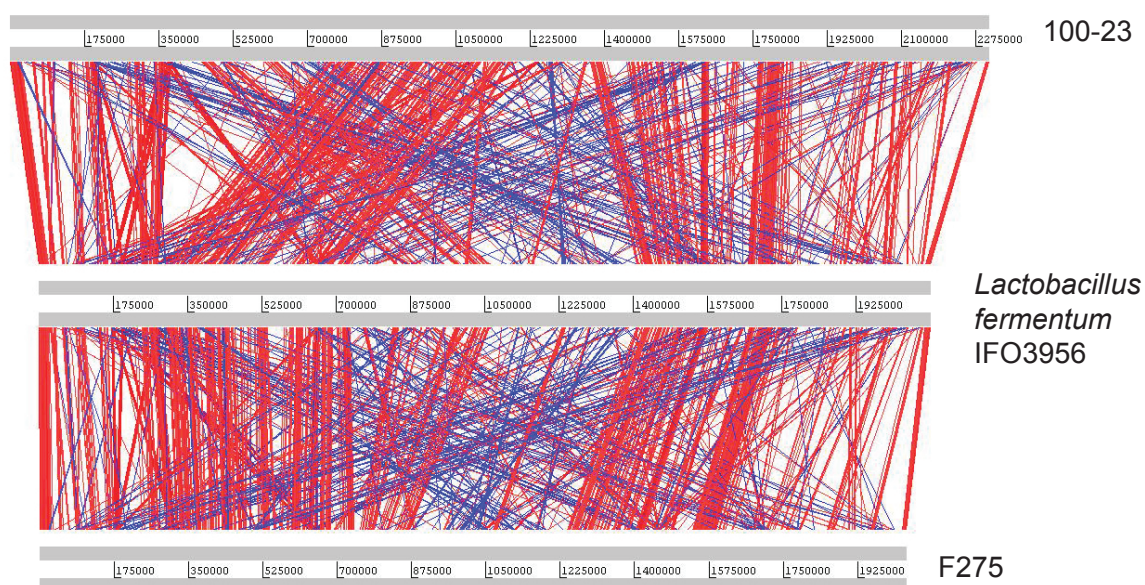 175000 350000 525000 700000 875000 1050000 1225000 1400000 1575000 1750000 1925000 2100000 2275000
100-23
175000 350000 525000 700000 875000 1050000 1225000 1400000 1575000 1750000 1925000
Lactobacillus
fermentum
IFO3956
175000 350000 525000 700000 875000 1050000 1225000 1400000 1575000 1750000 1925000
F275